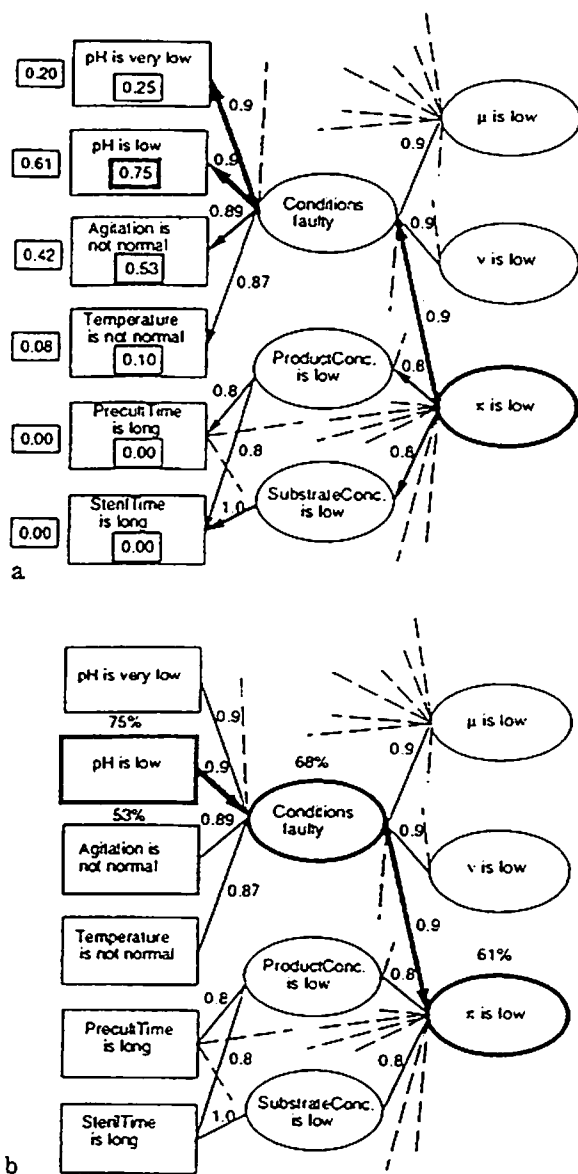 0.20
pH is very low
0.25
0.9
μ is low
0.61
pH is low
0.75
0.9
0.9
Conditions
faulty
0.42
Agitation is
not normal
0.53
0.89
0.9
ν is low
0.87
0.08
Temperature
is not normal
0.10
0.9
ProductConc.
is low
0.8
0.00
PrecultTime
is long
0.00
0.8
0.8
π is low
0.8
0.00
SterilTime
is long
0.00
1.0
SubstrateConc.
is low
a
pH is very low
0.9
μ is low
75%
pH is low
0.9
68%
0.9
Conditions
faulty
53%
Agitation is
not normal
0.89
0.9
ν is low
0.87
Temperature
is not normal
0.9
61%
ProductConc.
is low
0.8
π is low
PrecultTime
is long
0.8
0.8
0.8
SterilTime
is long
1.0
SubstrateConc.
is low
b